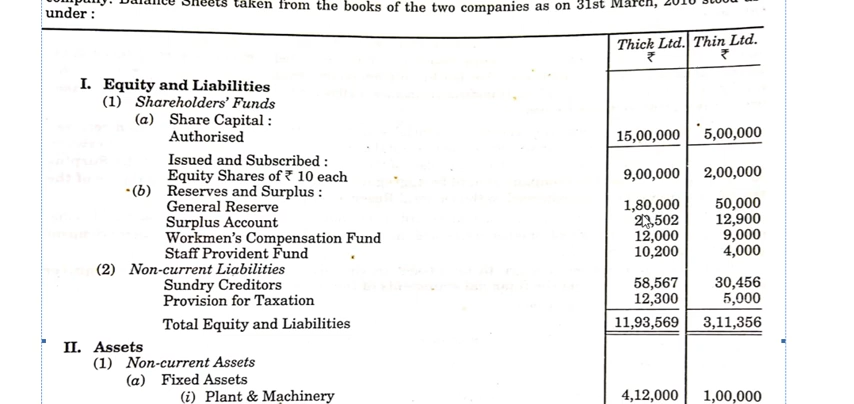 company. Balance Sheets taken from the books of the two companies as on 31st March, 2016 stood as
under :
Thick Ltd. Thin Ltd.
₹ ₹
I. Equity and Liabilities
(1) Shareholders' Funds
(a) Share Capital :
Authorised 15,00,000 5,00,000
Issued and Subscribed :
Equity Shares of ₹ 10 each 9,00,000 2,00,000
(b) Reserves and Surplus :
General Reserve 1,80,000 50,000
Surplus Account 12,900
Workmen's Compensation Fund 12,000 9,000
Staff Provident Fund 10,200 4,000
(2) Non-current Liabilities
Sundry Creditors 58,567 30,456
Provision for Taxation 12,300 5,000
Total Equity and Liabilities 11,93,569 3,11,356
II. Assets
(1) Non-current Assets
(a) Fixed Assets
(i) Plant & Machinery 4,12,000 1,00,000